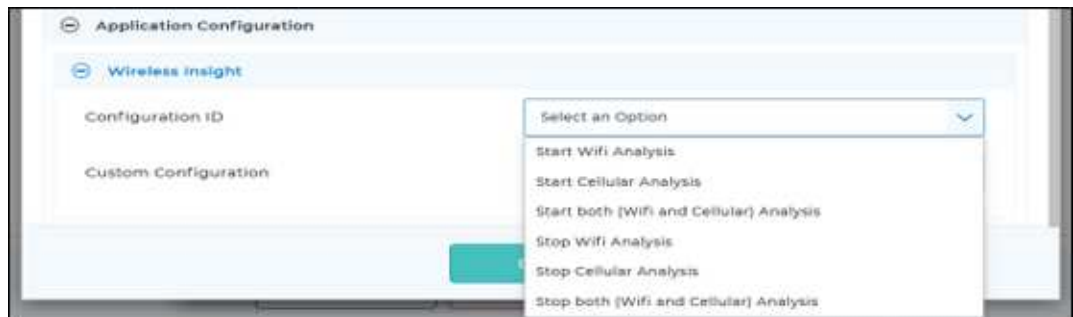 Application Configuration
Wireless Insight
Configuration ID
Select an Option
Start Wifi Analysis
Custom Configuration
Start Cellular Analysis
Start both (Wifi and Cellular) Analysis
Stop Wifi Analysis
Stop Cellular Analysis
Stop both (Wifi and Cellular) Analysis